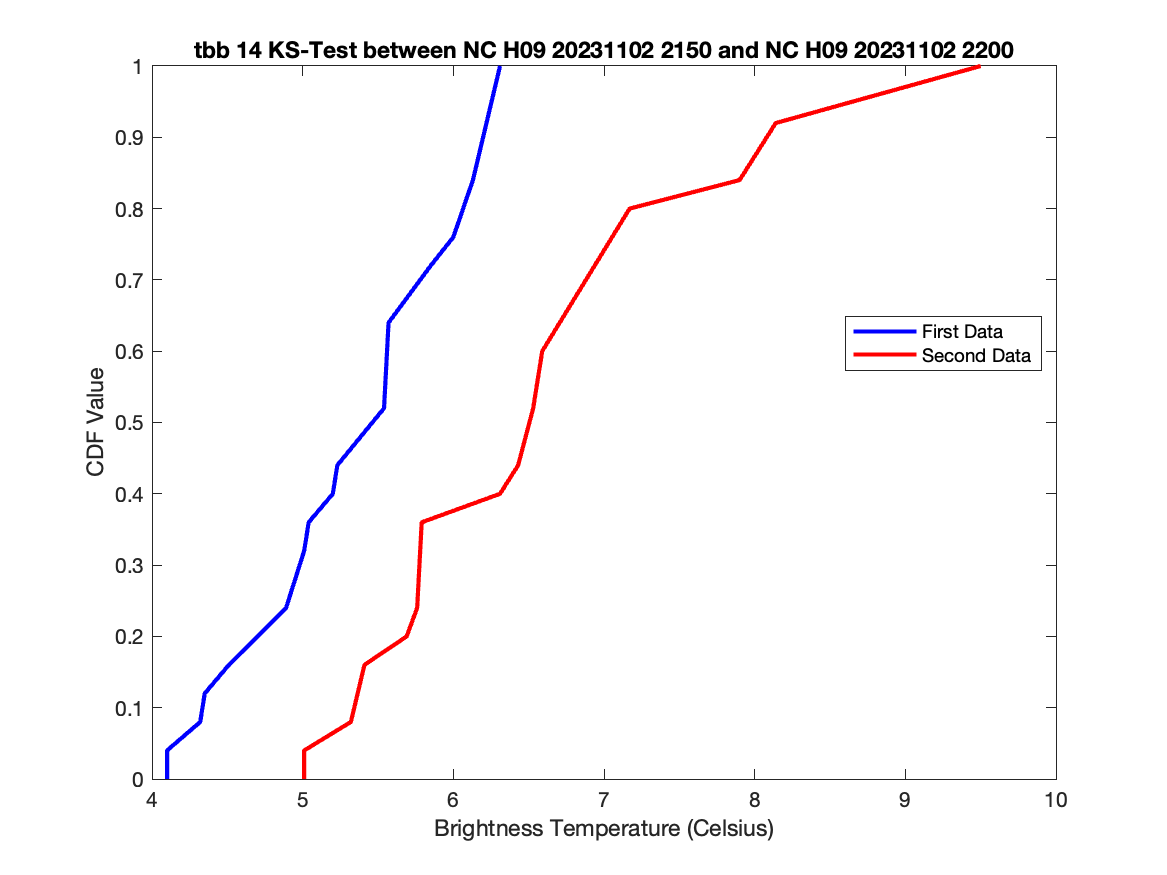 tbb 14 KS-Test between NC H09 20231102 2150 and NC H09 20231102 2200
1
0.9
0.8
0.7
0.6
0.5
0.4
0.3
0.2
0.1
0
CDF Value
First Data
Second Data
4 5 6 7 8 9 10
Brightness Temperature (Celsius)